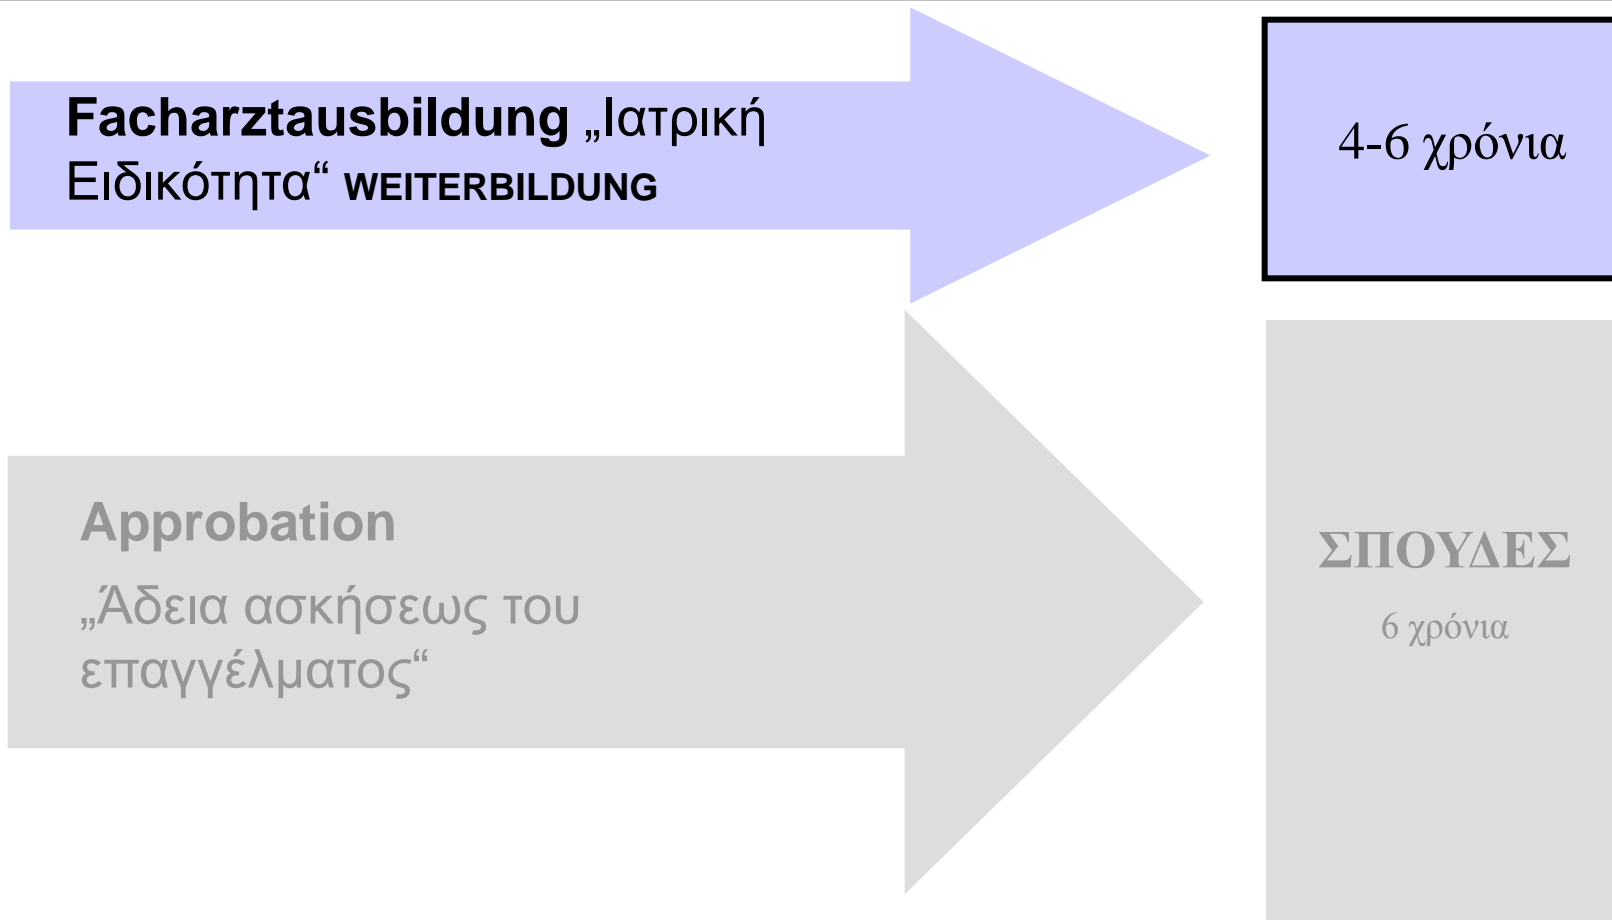 Facharztausbildung „Ιατρική
Ειδικότητα“ WEITERBILDUNG
4-6 χρόνια
Approbation
„Άδεια ασκήσεως του
επαγγέλματος“
ΣΠΟΥΔΕΣ
6 χρόνια